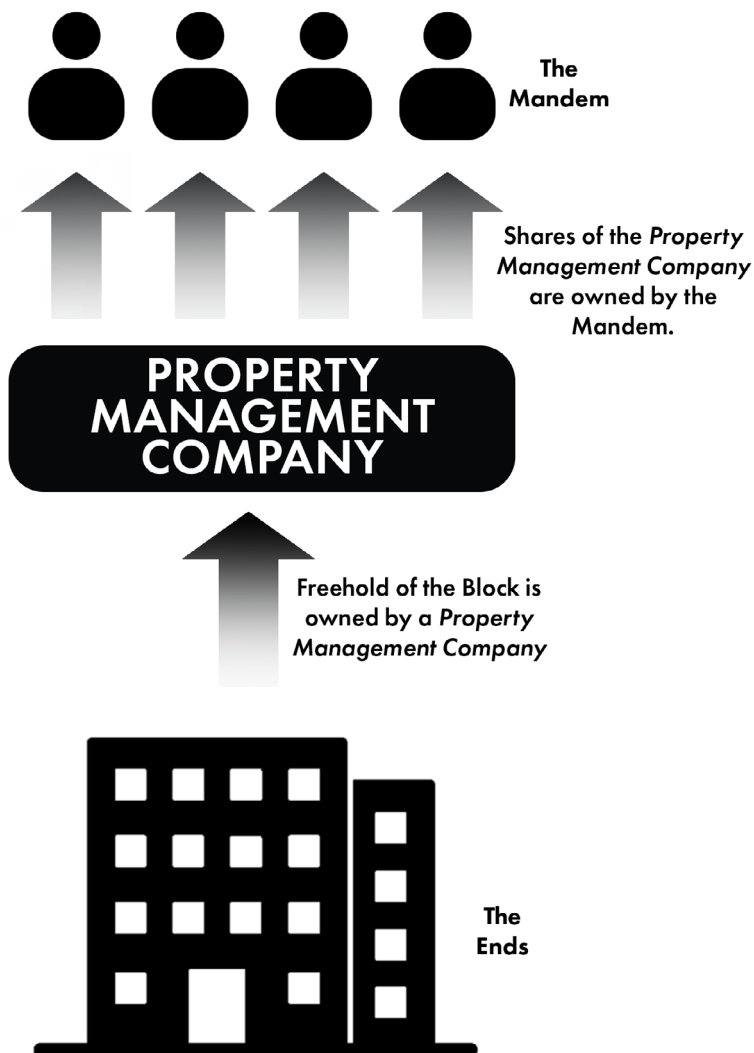 The
Mandem
Shares of the Property
Management Company
are owned by the
Mandem.
PROPERTY
MANAGEMENT
COMPANY
Freehold of the Block is
owned by a Property
Management Company
The
Ends